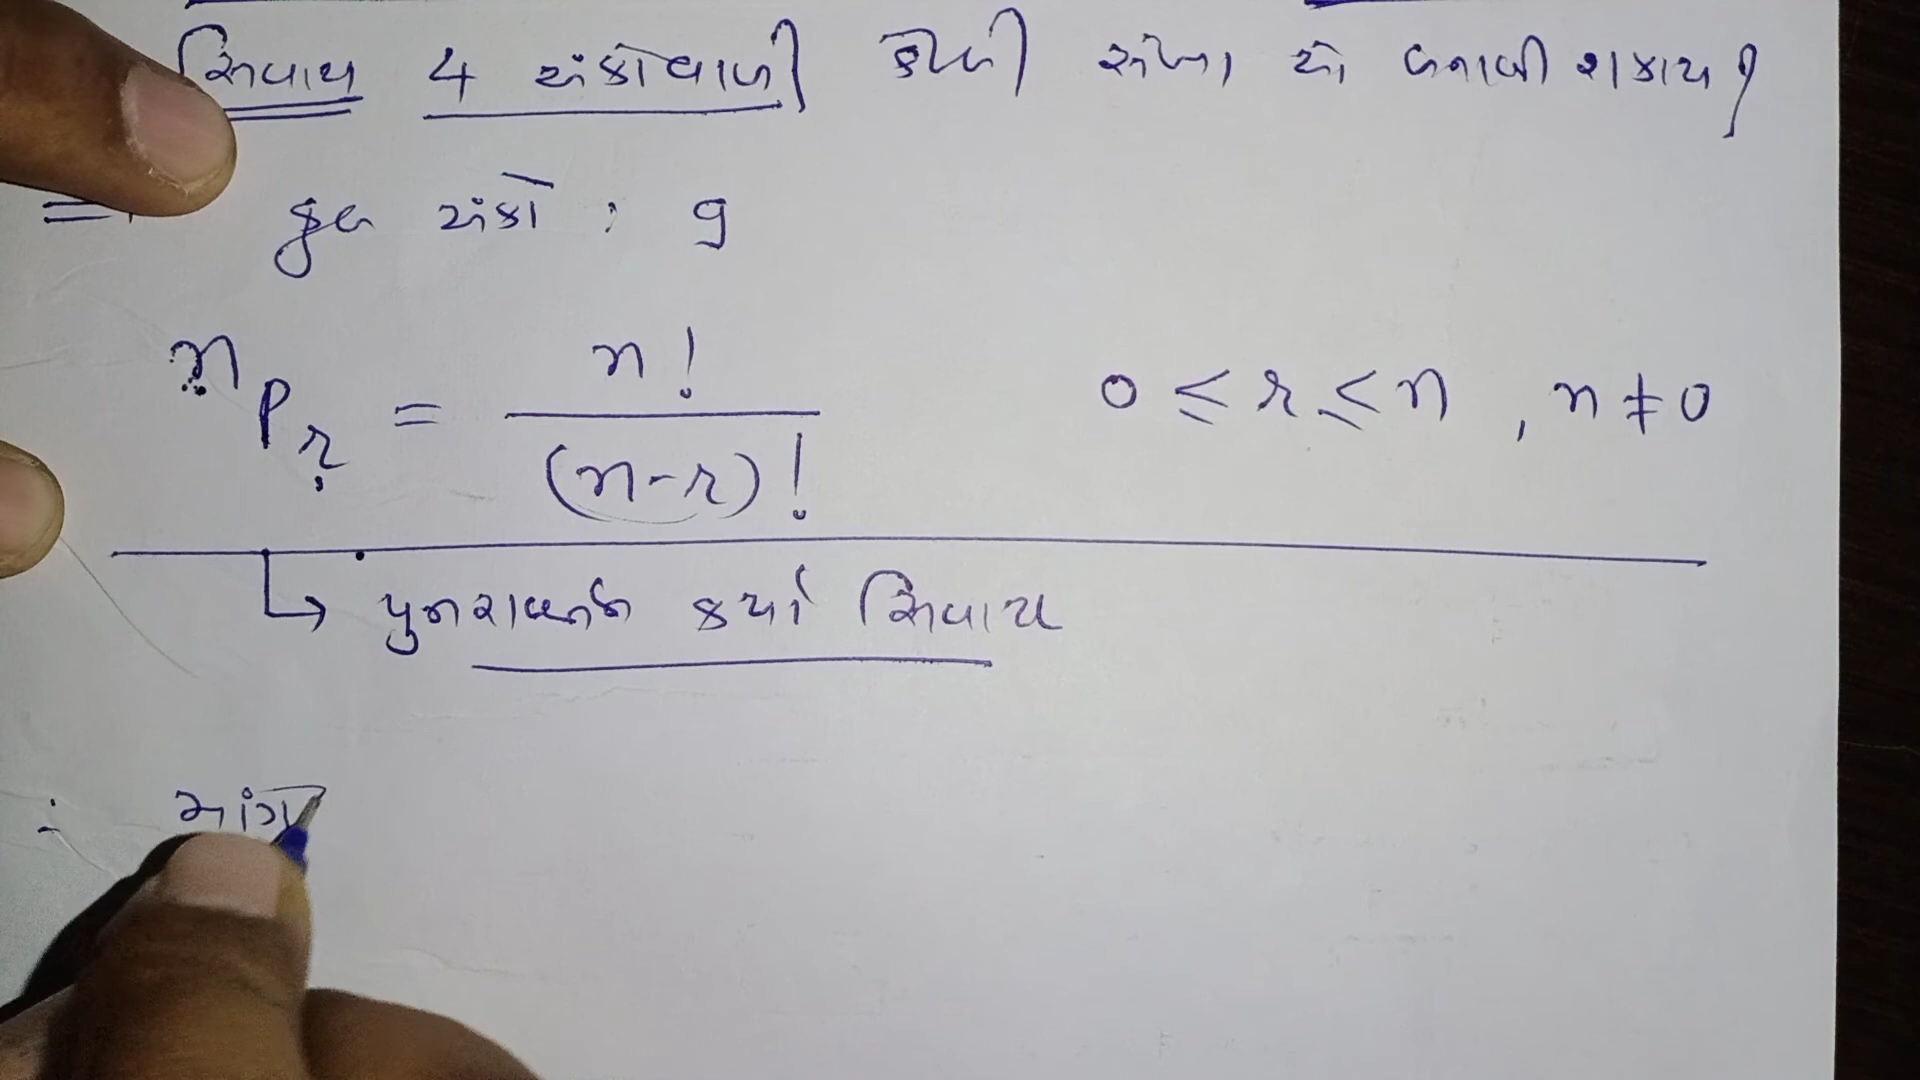 સિવાય 4 અંકોવાળી કેટલી સંખ્યા ઓ બનાવી શકાય ?
⇒ કુલ અંકો : 9
ⁿPᵣ = n! / (n-r)! 0 ≤ r ≤ n , n ≠ 0
↳ પુનરાવર્તન કર્યા સિવાય
: માંગ